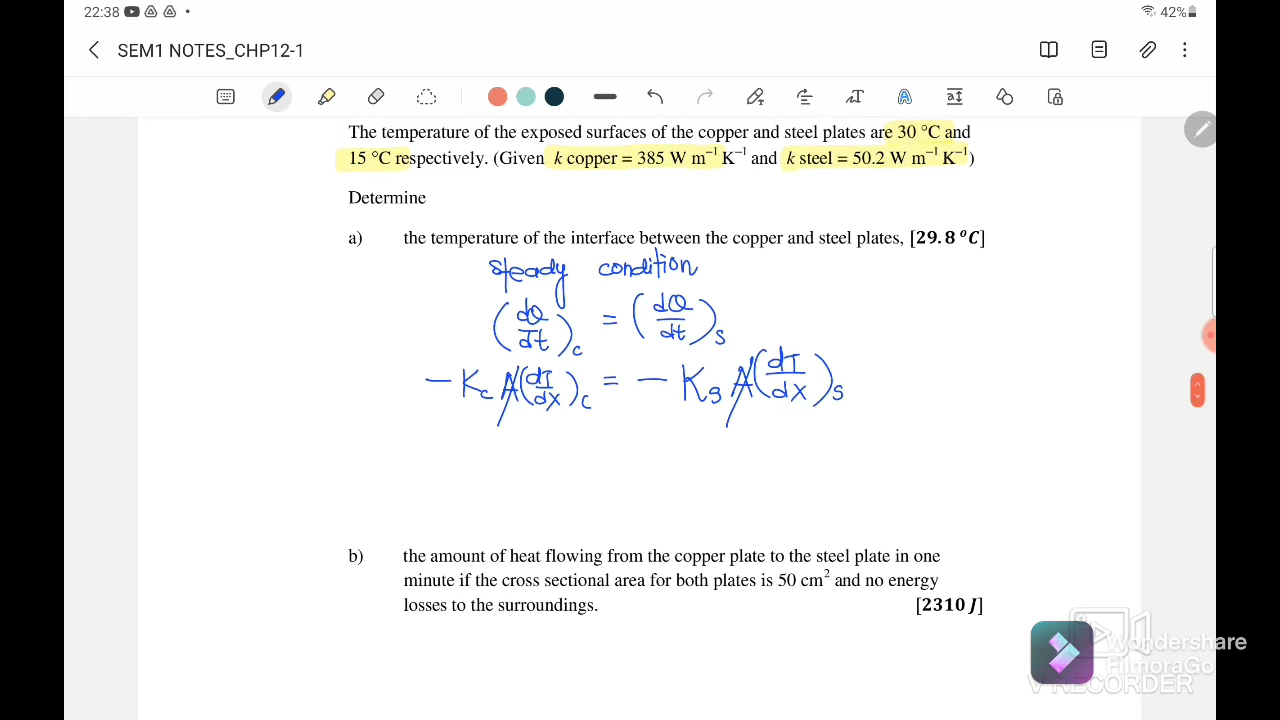 22:38 42%
SEM1 NOTES_CHP12-1
The temperature of the exposed surfaces of the copper and steel plates are 30 °C and
15 °C respectively. (Given k copper = 385 W m⁻¹ K⁻¹ and k steel = 50.2 W m⁻¹ K⁻¹)
Determine
a) the temperature of the interface between the copper and steel plates, [29.8 °C]
steady condition
(dQ/dt)c = (dQ/dt)s
− Kc A(dT/dx)c = − Ks A(dT/dx)s
b) the amount of heat flowing from the copper plate to the steel plate in one
minute if the cross sectional area for both plates is 50 cm² and no energy
losses to the surroundings. [2310 J]
Wondershare
FilmoraGo
V RECORDER